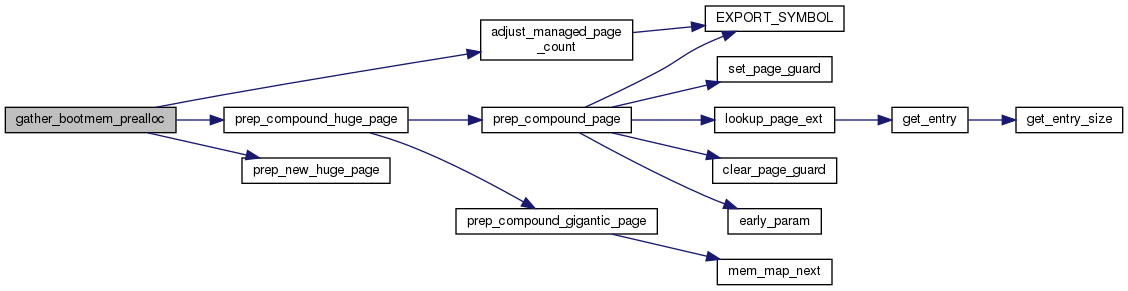 EXPORT_SYMBOL
adjust_managed_page
_count
set_page_guard
gather_bootmem_prealloc
prep_compound_huge_page
prep_compound_page
lookup_page_ext
get_entry
get_entry_size
prep_new_huge_page
clear_page_guard
prep_compound_gigantic_page
early_param
mem_map_next